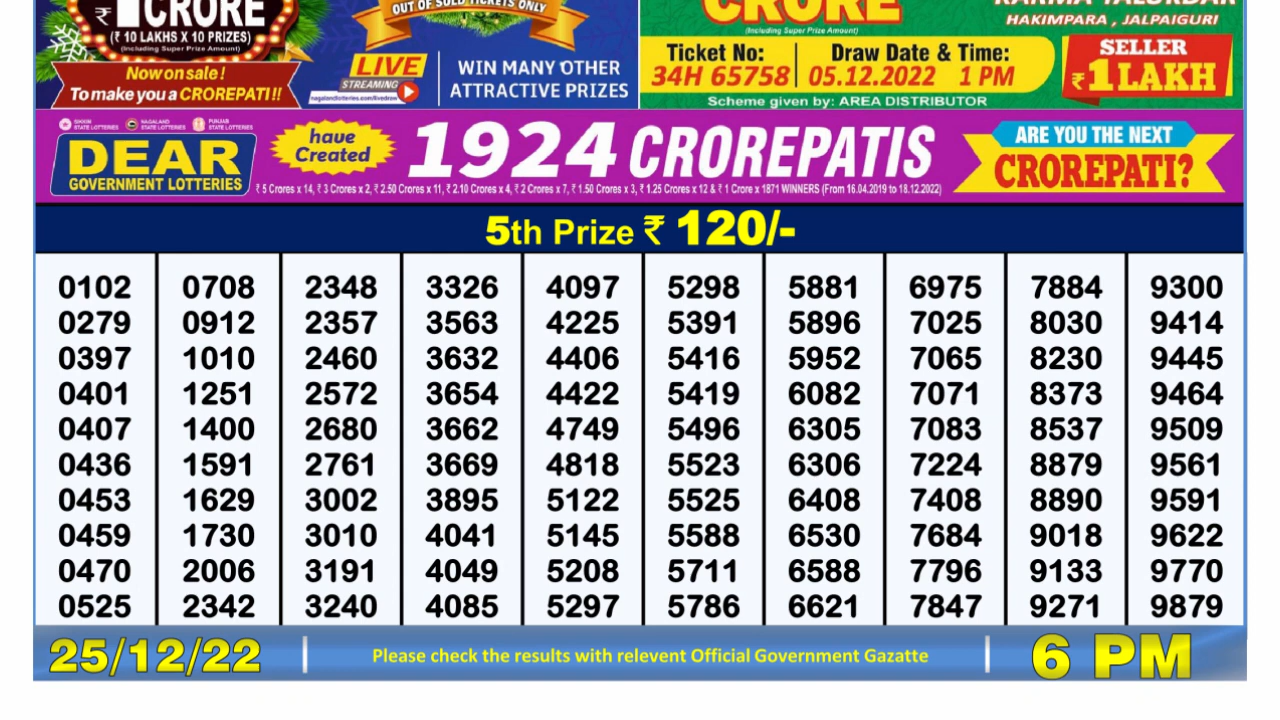 ₹ 1 CRORE
(₹ 10 LAKHS X 10 PRIZES)
(Including Super Prize Amount)
Now on sale !
To make you a CROREPATI !!
OUT OF SOLD TICKETS ONLY
LIVE
STREAMING
nagalandlotteries.com/livedraw
WIN MANY OTHER
ATTRACTIVE PRIZES
CRORE
(Including Super Prize Amount)
KARMA TALUKDAR
HAKIMPARA , JALPAIGURI
Ticket No:
34H 65758
Draw Date & Time:
05.12.2022 1 PM
SELLER
₹1 LAKH
Scheme given by: AREA DISTRIBUTOR
SIKKIM STATE LOTTERIES
NAGALAND STATE LOTTERIES
PUNJAB STATE LOTTERIES
DEAR
GOVERNMENT LOTTERIES
have
Created
1924 CROREPATIS
₹ 5 Crores x 14, ₹ 3 Crores x 2, ₹ 2.50 Crores x 11, ₹ 2.10 Crores x 4, ₹ 2 Crores x 7, ₹ 1.50 Crores x 3, ₹ 1.25 Crores x 12 & ₹ 1 Crore x 1871 WINNERS (From 16.04.2019 to 18.12.2022)
ARE YOU THE NEXT
CROREPATI?
5th Prize ₹ 120/-
0102 0708 2348 3326 4097 5298 5881 6975 7884 9300
0279 0912 2357 3563 4225 5391 5896 7025 8030 9414
0397 1010 2460 3632 4406 5416 5952 7065 8230 9445
0401 1251 2572 3654 4422 5419 6082 7071 8373 9464
0407 1400 2680 3662 4749 5496 6305 7083 8537 9509
0436 1591 2761 3669 4818 5523 6306 7224 8879 9561
0453 1629 3002 3895 5122 5525 6408 7408 8890 9591
0459 1730 3010 4041 5145 5588 6530 7684 9018 9622
0470 2006 3191 4049 5208 5711 6588 7796 9133 9770
0525 2342 3240 4085 5297 5786 6621 7847 9271 9879
25/12/22
Please check the results with relevent Official Government Gazatte
6 PM